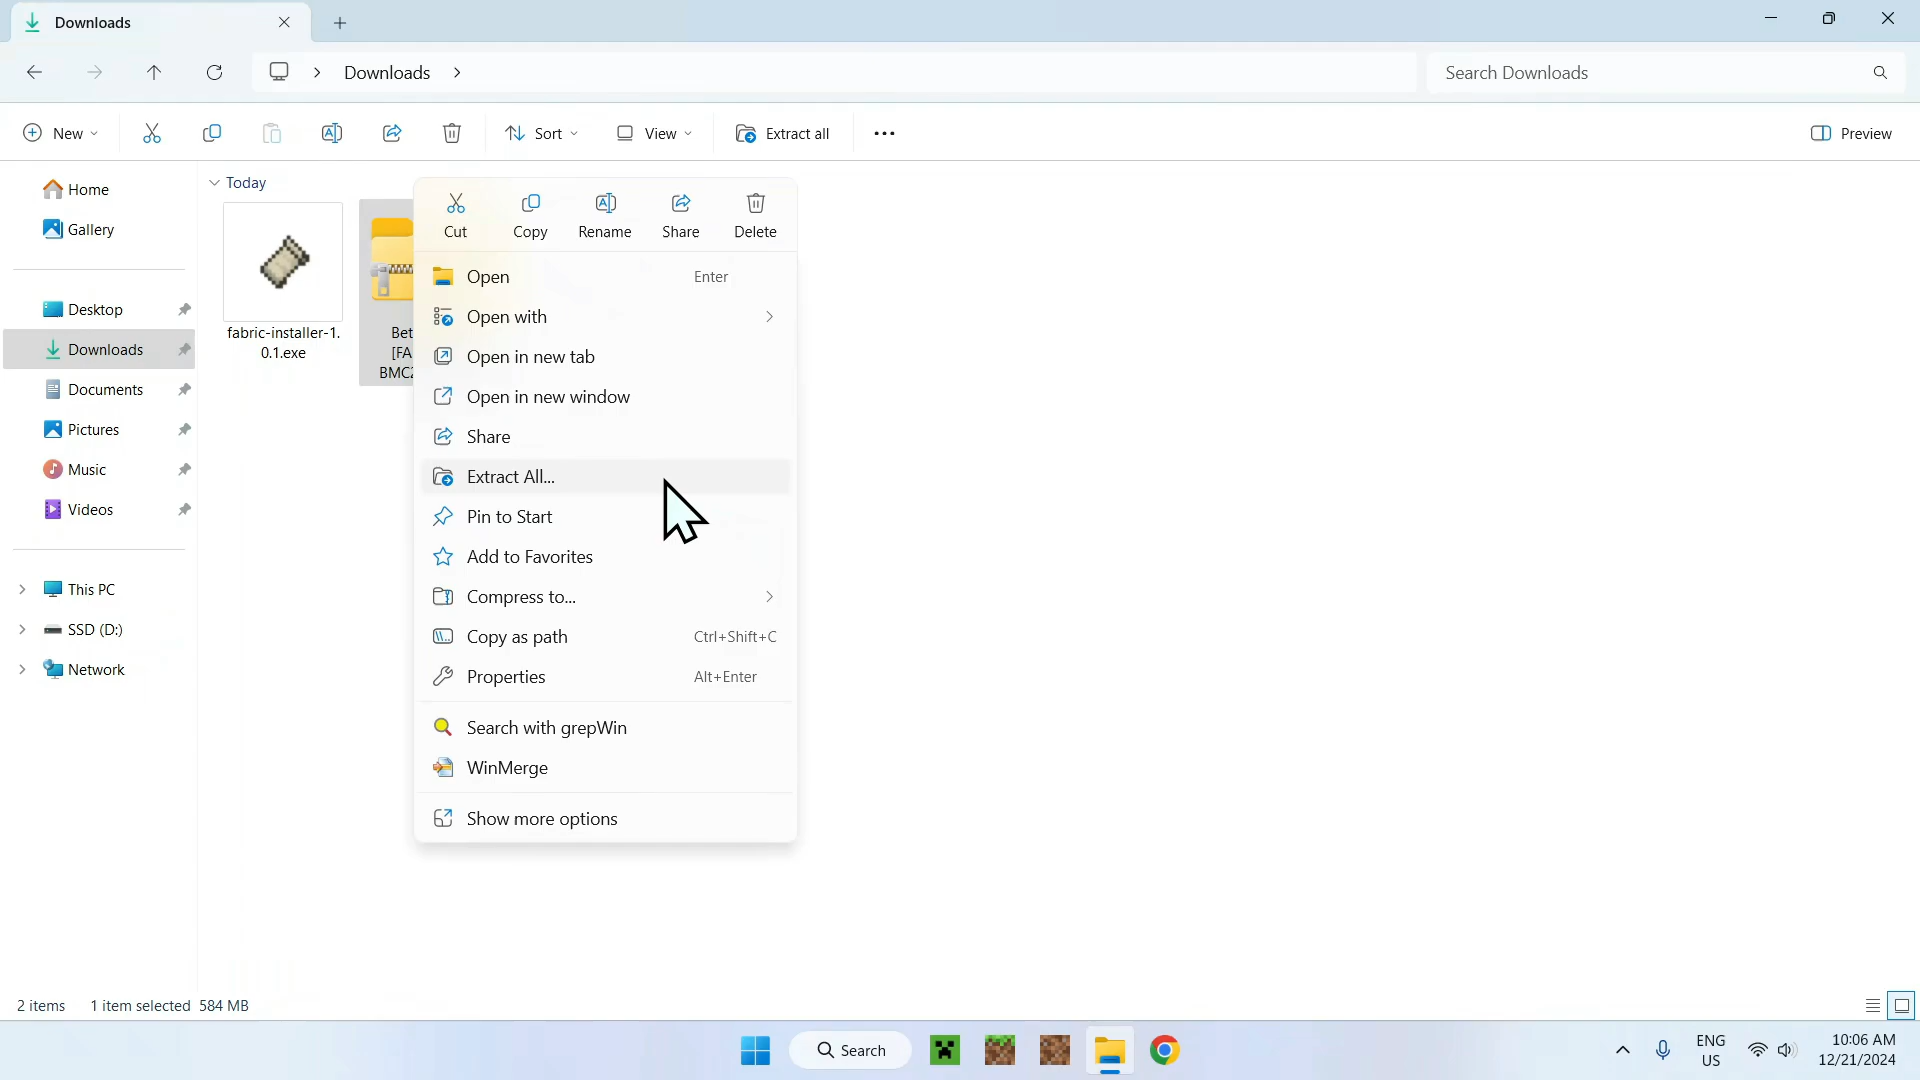 Downloads
Downloads
Search Downloads
New
Sort
View
Extract all
Preview
Home
Gallery
Desktop
Downloads
Documents
Pictures
Music
Videos
This PC
SSD (D:)
Network
Today
fabric-installer-1.
0.1.exe
Bet
[FA
BMC2
Cut Copy Rename Share Delete
Open Enter
Open with
Open in new tab
Open in new window
Share
Extract All...
Pin to Start
Add to Favorites
Compress to...
Copy as path Ctrl+Shift+C
Properties Alt+Enter
Search with grepWin
WinMerge
Show more options
2 items 1 item selected 584 MB
Search
ENG
US
10:06 AM
12/21/2024